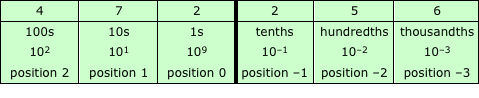 4 7 2 2 5 6
100s 10s 1s tenths hundredths thousandths
10² 10¹ 10⁹ 10⁻¹ 10⁻² 10⁻³
position 2 position 1 position 0 position –1 position –2 position –3